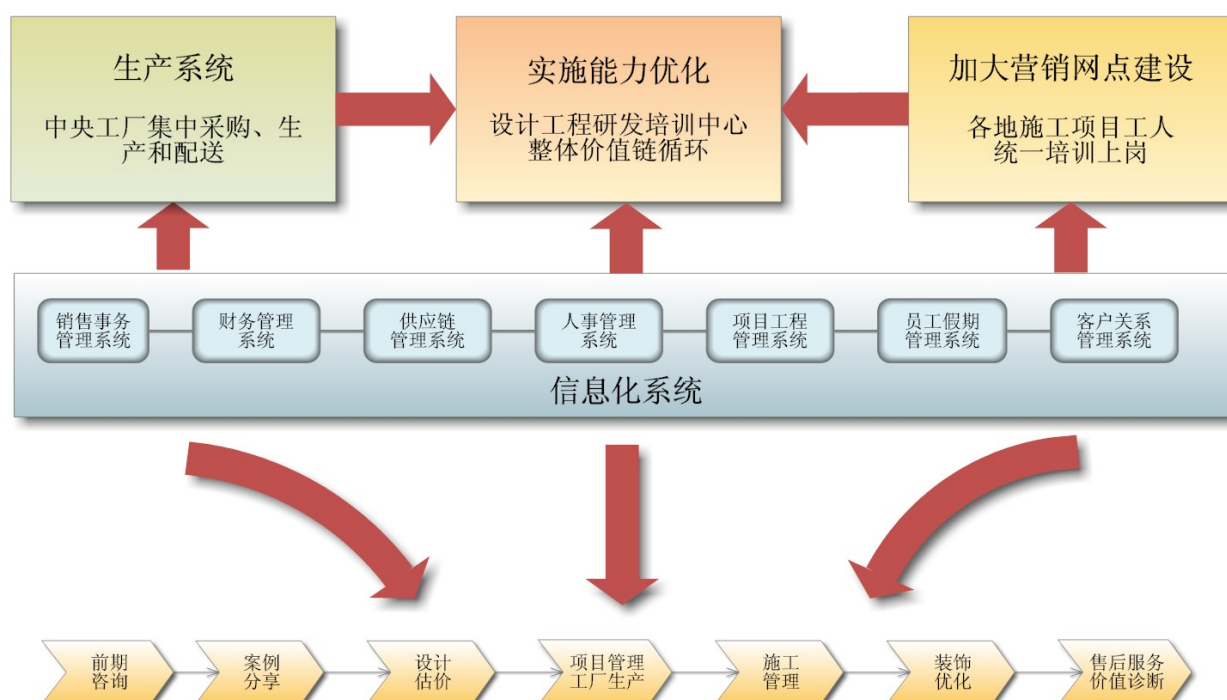 生产系统
中央工厂集中采购、生
产和配送
实施能力优化
设计工程研发培训中心
整体价值链循环
加大营销网点建设
各地施工项目工人
统一培训上岗
销售事务
管理系统
财务管理
系统
供应链
管理系统
人事管理
系统
项目工程
管理系统
员工假期
管理系统
客户关系
管理系统
信息化系统
前期
咨询
案例
分享
设计
估价
项目管理
工厂生产
施工
管理
装饰
优化
售后服务
价值诊断